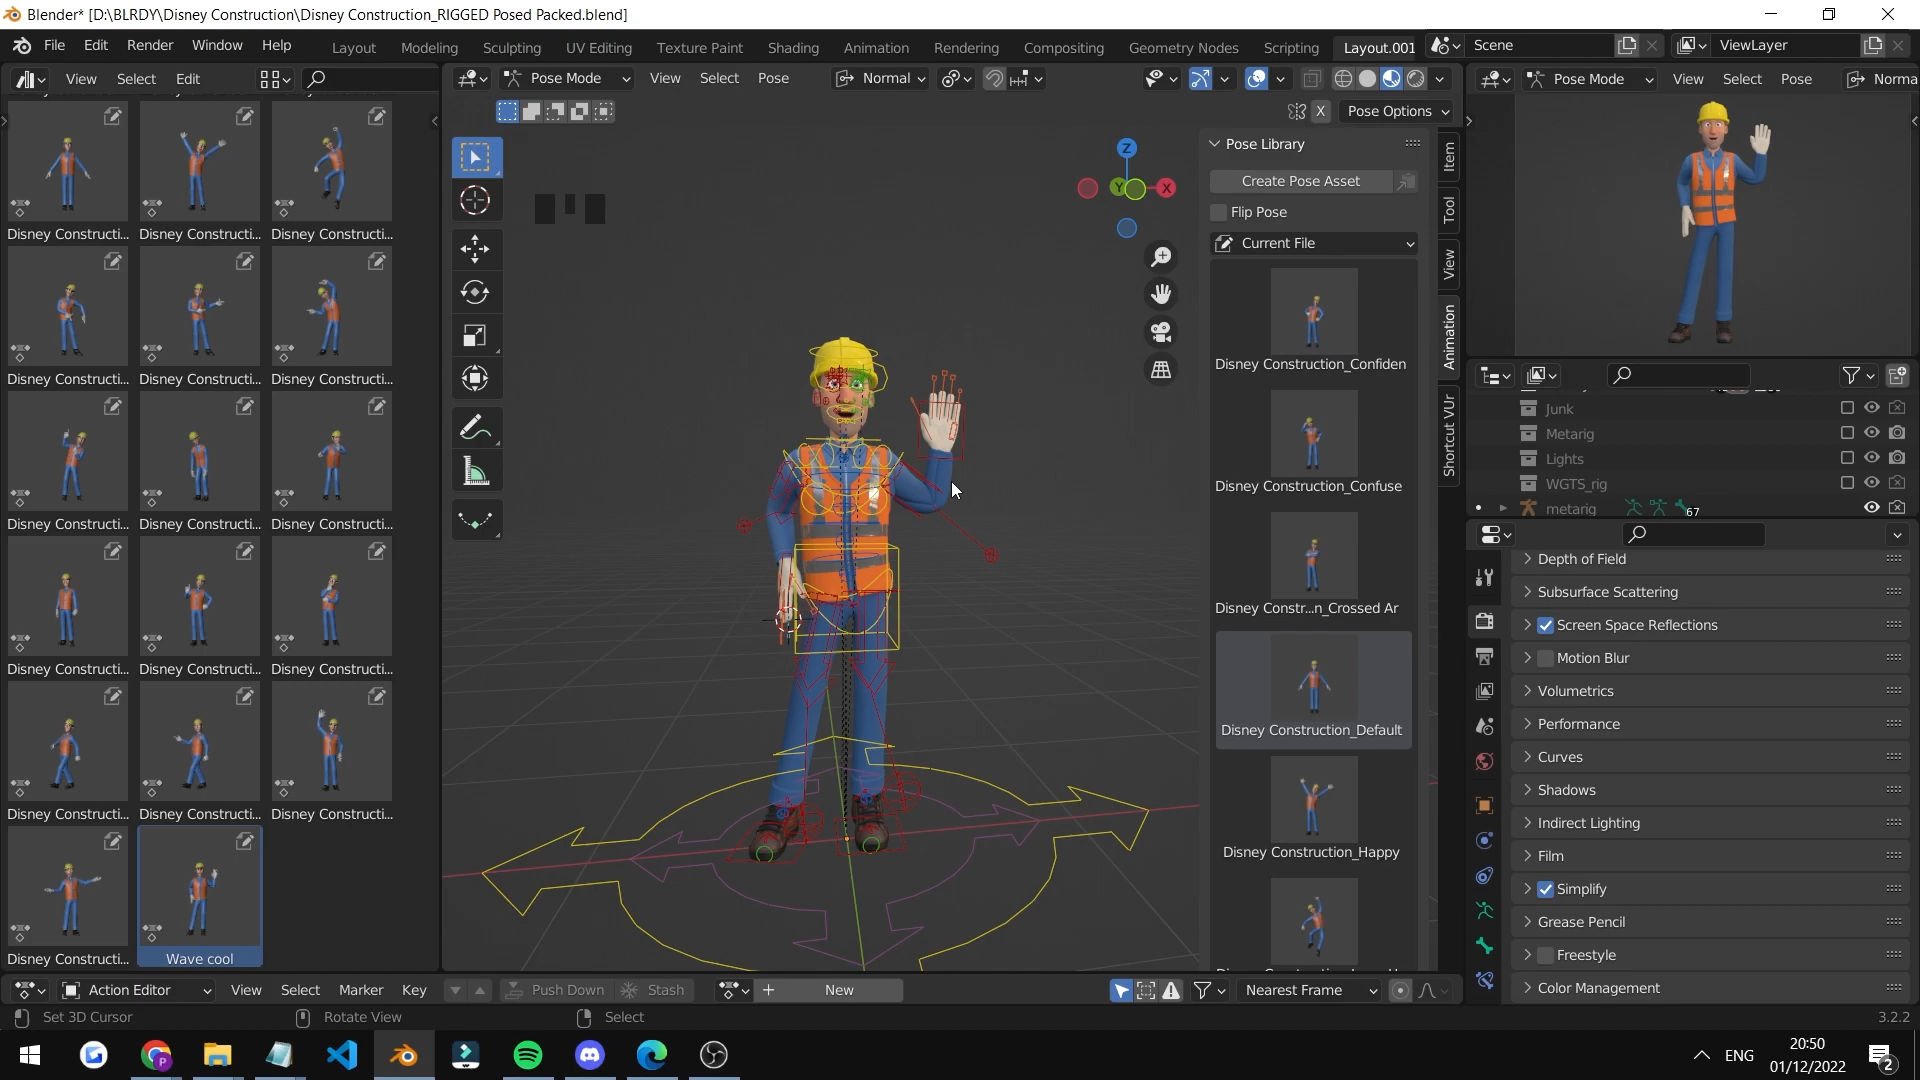 Blender* [D:\BLRDY\Disney Construction\Disney Construction_RIGGED Posed Packed.blend]
File Edit Render Window Help
Layout Modeling Sculpting UV Editing Texture Paint Shading Animation Rendering Compositing Geometry Nodes Scripting Layout.001
Scene
ViewLayer
View Select Edit
Pose Mode View Select Pose Normal
Pose Mode View Select Pose Norma
X Pose Options
Disney Constructi... Disney Constructi... Disney Constructi...
Disney Constructi... Disney Constructi... Disney Constructi...
Disney Constructi... Disney Constructi... Disney Constructi...
Disney Constructi... Disney Constructi... Disney Constructi...
Disney Constructi... Disney Constructi... Disney Constructi...
Disney Constructi... Wave cool
Z
Y
X
Pose Library
Create Pose Asset
Flip Pose
Current File
Disney Construction_Confiden
Disney Construction_Confuse
Disney Constr...n_Crossed Ar
Disney Construction_Default
Disney Construction_Happy
Item
Tool
View
Animation
Shortcut VUr
Junk
Metarig
Lights
WGTS_rig
metarig
67
Depth of Field
Subsurface Scattering
Screen Space Reflections
Motion Blur
Volumetrics
Performance
Curves
Shadows
Indirect Lighting
Film
Simplify
Grease Pencil
Freestyle
Color Management
Action Editor View Select Marker Key Push Down Stash New Nearest Frame
Set 3D Cursor Rotate View Select 3.2.2
ENG
20:50
01/12/2022
2